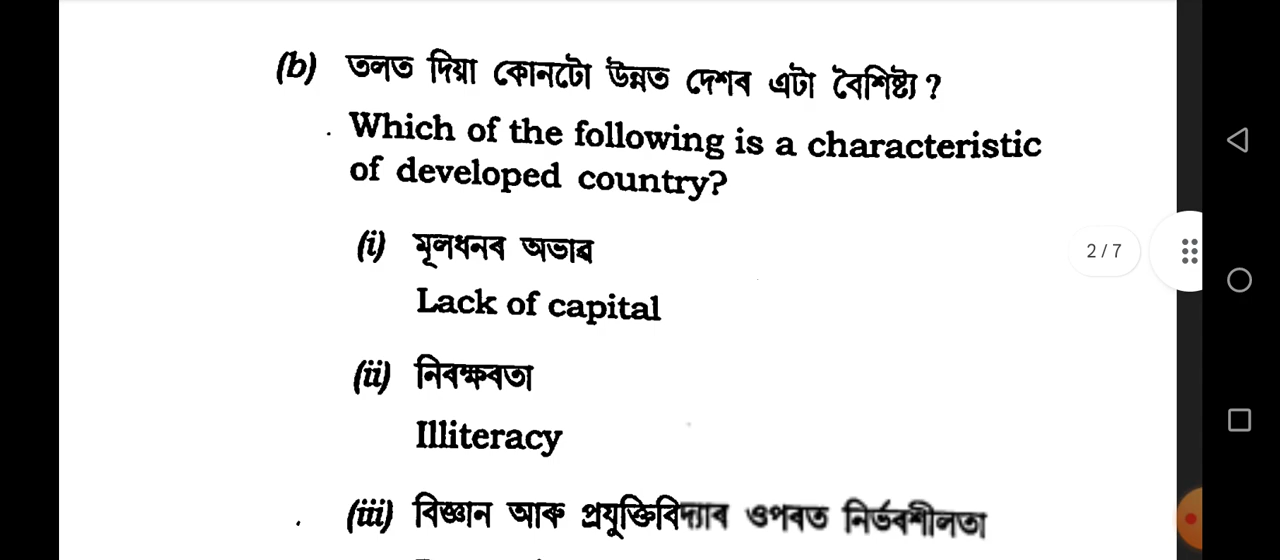 (b) তলত দিয়া কোনটো উন্নত দেশৰ এটা বৈশিষ্ট্য ?
Which of the following is a characteristic
of developed country?
(i) মূলধনৰ অভাৱ
Lack of capital
2 / 7
(ii) নিৰক্ষৰতা
Illiteracy
(iii) বিজ্ঞান আৰু প্ৰযুক্তিবিদ্যাৰ ওপৰত নিৰ্ভৰশীলতা